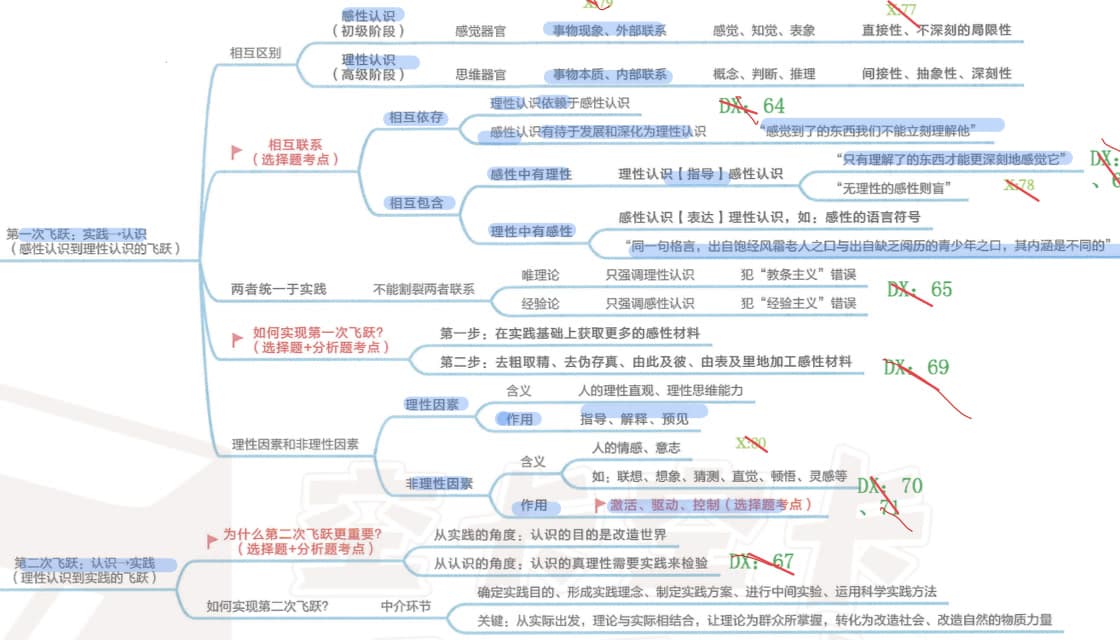 X:79
X:77
感性认识
（初级阶段） 感觉器官 事物现象、外部联系 感觉、知觉、表象 直接性、不深刻的局限性
相互区别
理性认识
（高级阶段） 思维器官 事物本质、内部联系 概念、判断、推理 间接性、抽象性、深刻性
理性认识依赖于感性认识
DX：64
相互依存
感性认识有待于发展和深化为理性认识 “感觉到了的东西我们不能立刻理解他”
相互联系
（选择题考点）
“只有理解了的东西才能更深刻地感觉它”
DX：
感性中有理性 理性认识【指导】感性认识
“无理性的感性则盲”
X:78
相互包含
感性认识【表达】理性认识，如：感性的语言符号
理性中有感性
“同一句格言，出自饱经风霜老人之口与出自缺乏阅历的青少年之口，其内涵是不同的”
第一次飞跃：实践→认识
（感性认识到理性认识的飞跃）
唯理论 只强调理性认识 犯“教条主义”错误
两者统一于实践 不能割裂两者联系
DX：65
经验论 只强调感性认识 犯“经验主义”错误
如何实现第一次飞跃？
（选择题+分析题考点）
第一步：在实践基础上获取更多的感性材料
第二步：去粗取精、去伪存真、由此及彼、由表及里地加工感性材料
DX：69
含义 人的理性直观、理性思维能力
理性因素
作用 指导、解释、预见
理性因素和非理性因素
人的情感、意志
X:80
含义
如：联想、想象、猜测、直觉、顿悟、灵感等
非理性因素
DX：70
、71
作用 激活、驱动、控制（选择题考点）
为什么第二次飞跃更重要？
（选择题+分析题考点）
从实践的角度：认识的目的是改造世界
从认识的角度：认识的真理性需要实践来检验
DX：67
第二次飞跃：认识→实践
（理性认识到实践的飞跃）
确定实践目的、形成实践理念、制定实践方案、进行中间实验、运用科学实践方法
如何实现第二次飞跃？ 中介环节
关键：从实际出发，理论与实际相结合，让理论为群众所掌握，转化为改造社会、改造自然的物质力量